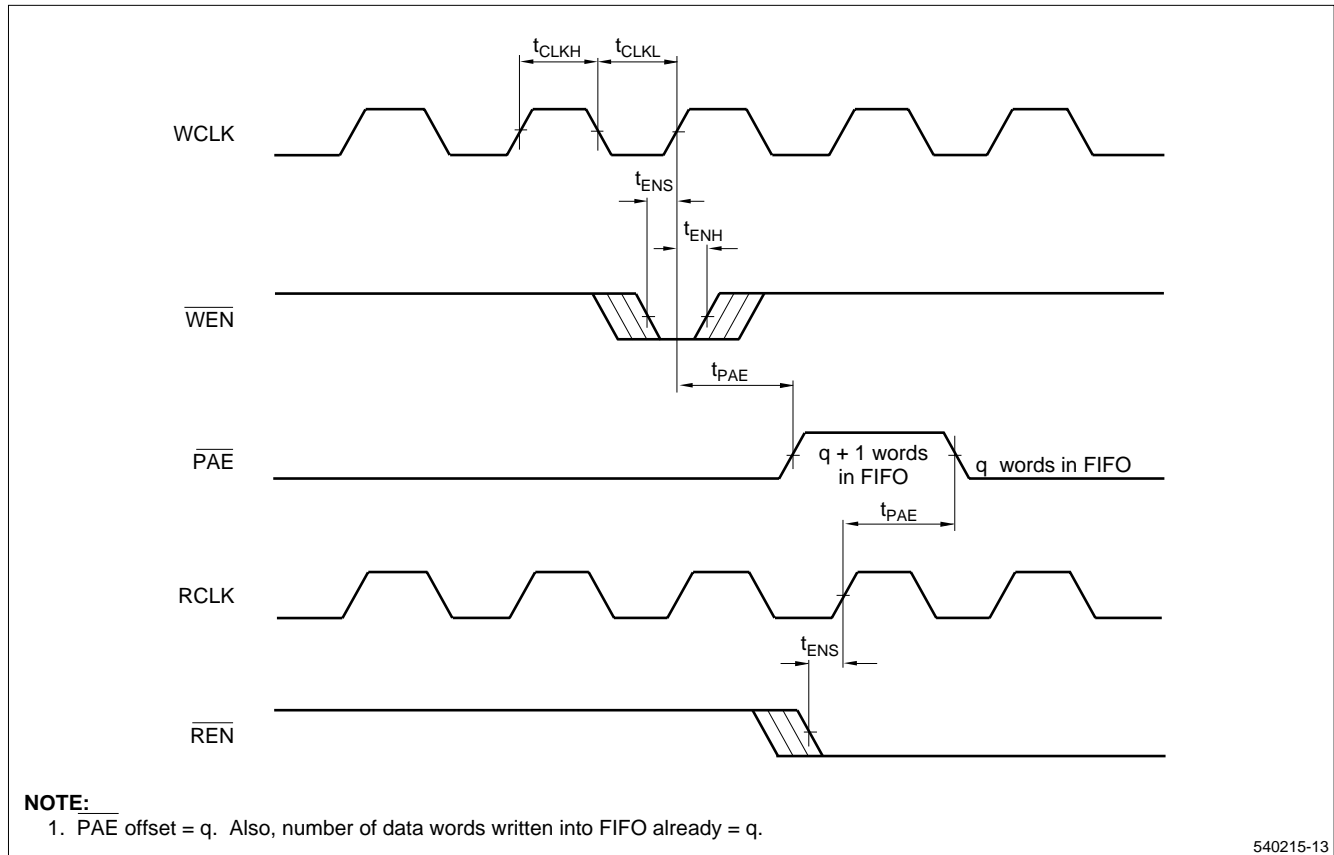 tCLKH tCLKL
WCLK
tENS
tENH
WEN
tPAE
PAE
q + 1 words
in FIFO
q words in FIFO
tPAE
RCLK
tENS
REN
NOTE:
1. PAE offset = q. Also, number of data words written into FIFO already = q.
540215-13